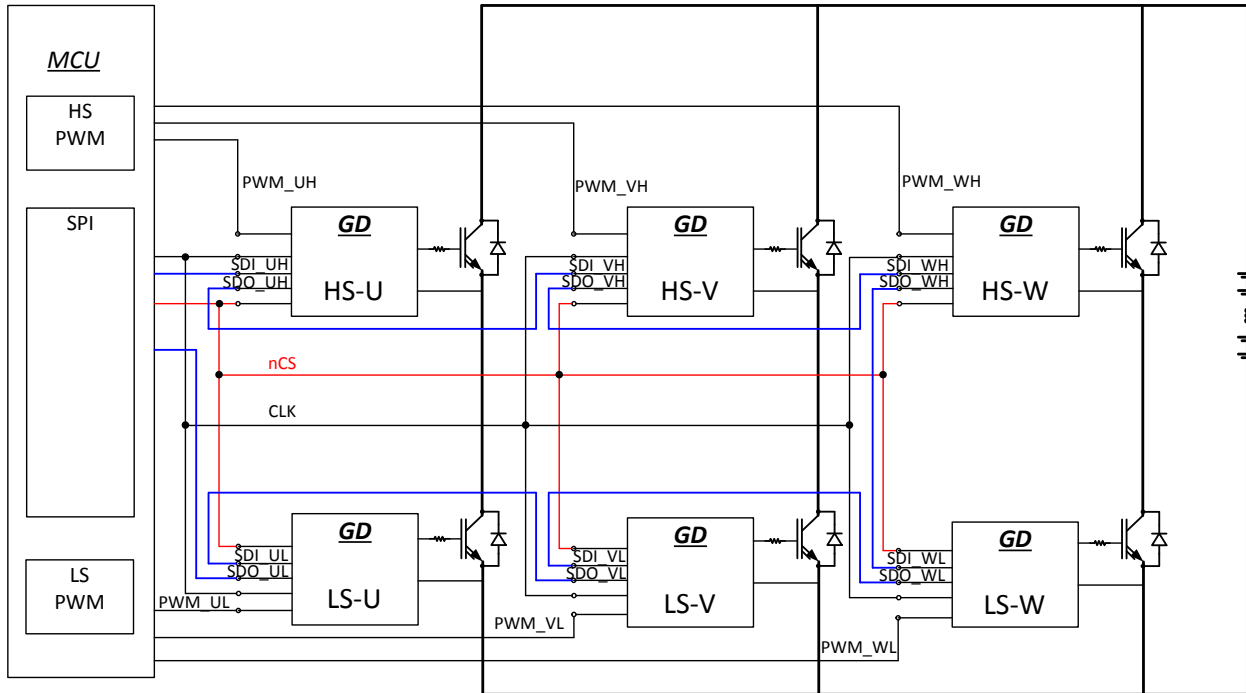 MCU
HS
PWM
SPI
LS
PWM
PWM_UH
PWM_VH
PWM_WH
GD
HS-U
SDI_UH
SDO_UH
GD
HS-V
SDI_VH
SDO_VH
GD
HS-W
SDI_WH
SDO_WH
nCS
CLK
GD
LS-U
SDI_UL
SDO_UL
PWM_UL
GD
LS-V
SDI_VL
SDO_VL
PWM_VL
GD
LS-W
SDI_WL
SDO_WL
PWM_WL